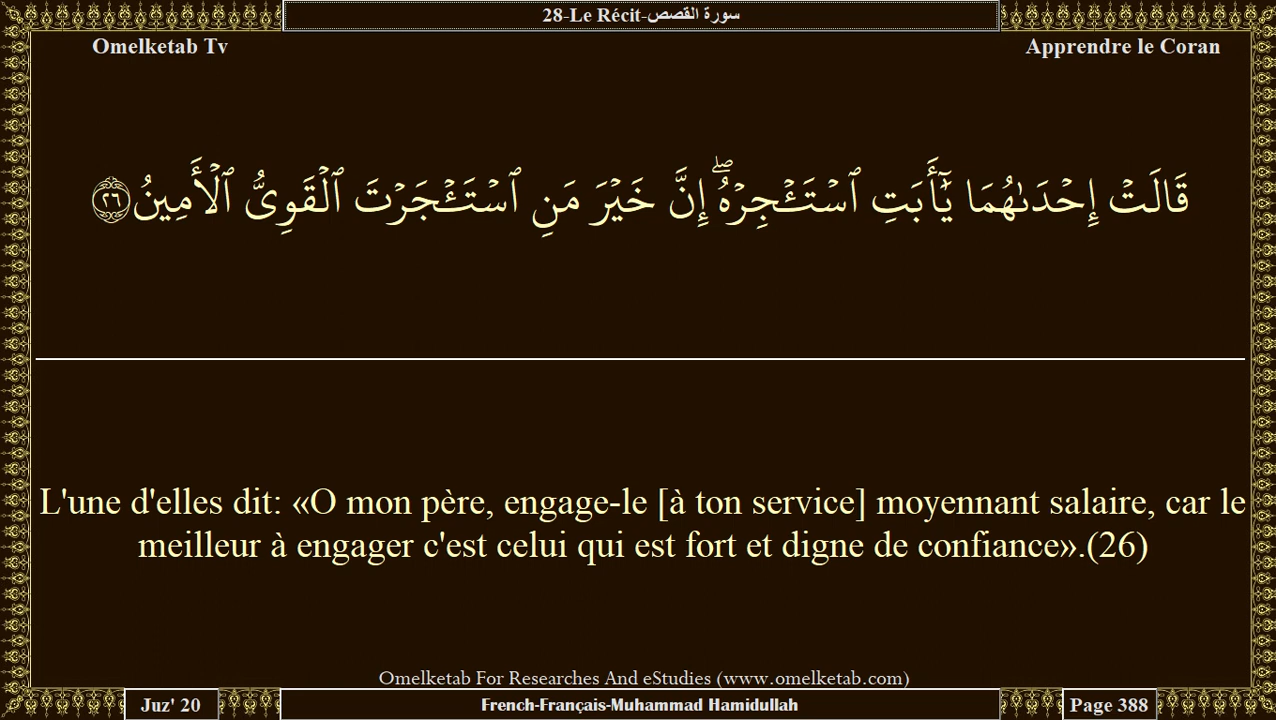 28-Le Récit-سورة القصص
Omelketab Tv
Apprendre le Coran
قَالَتۡ إِحۡدَىٰهُمَا يَٰٓأَبَتِ ٱسۡتَـٔۡجِرۡهُۖ إِنَّ خَيۡرَ مَنِ ٱسۡتَـٔۡجَرۡتَ ٱلۡقَوِىُّ ٱلۡأَمِينُ ٢٦
L'une d'elles dit: «O mon père, engage-le [à ton service] moyennant salaire, car le
meilleur à engager c'est celui qui est fort et digne de confiance».(26)
Omelketab For Researches And eStudies (www.omelketab.com)
Juz' 20
French-Français-Muhammad Hamidullah
Page 388